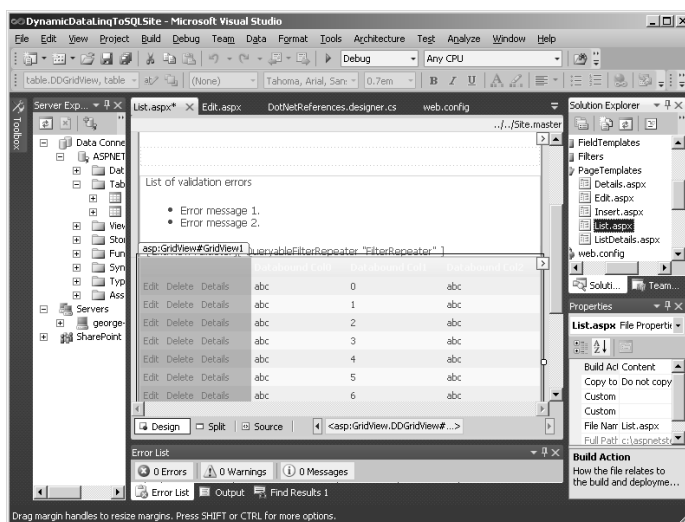 DynamicDataLinqToSQLSite - Microsoft Visual Studio
File Edit View Project Build Debug Team Data Format Tools Architecture Test Analyze Window Help
Debug Any CPU
table.DDGridView, table (None) Tahoma, Arial, San: 0.7em B I U A
Toolbox
Server Exp...
Data Conne
ASPNET
Dat
Tab
View
Stor
Fun
Syn
Typ
Ass
Servers
george-
SharePoint
List.aspx* Edit.aspx DotNetReferences.designer.cs web.config
../../Site.master
List of validation errors
• Error message 1.
• Error message 2.
asp:GridView#GridView1
QueryableFilterRepeater "FilterRepeater" ]
Databound Col0 Databound Col1 Databound Col2
Edit Delete Details abc 0 abc
Edit Delete Details abc 1 abc
Edit Delete Details abc 2 abc
Edit Delete Details abc 3 abc
Edit Delete Details abc 4 abc
Edit Delete Details abc 5 abc
Edit Delete Details abc 6 abc
Design Split Source <asp:GridView.DDGridView#...>
Error List
0 Errors 0 Warnings 0 Messages
Error List Output Find Results 1
Solution Explorer
FieldTemplates
Filters
PageTemplates
Details.aspx
Edit.aspx
Insert.aspx
List.aspx
ListDetails.aspx
web.config
Soluti... Team...
Properties
List.aspx File Propertie
Build Act Content
Copy to Do not copy
Custom
Custom
File Nam List.aspx
Full Path c:\aspnetste
Build Action
How the file relates to
the build and deployme...
Drag margin handles to resize margins. Press SHIFT or CTRL for more options.